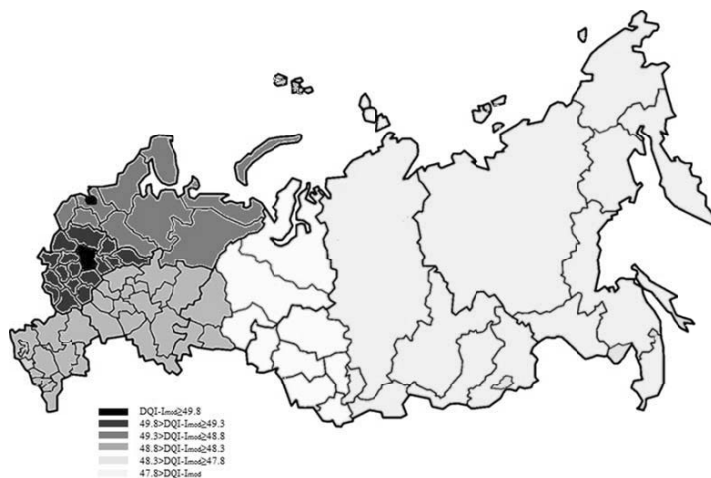 DQI-Imod≥49.8
49.8>DQI-Imod≥49.3
49.3>DQI-Imod≥48.8
48.8>DQI-Imod≥48.3
48.3>DQI-Imod≥47.8
47.8>DQI-Imod